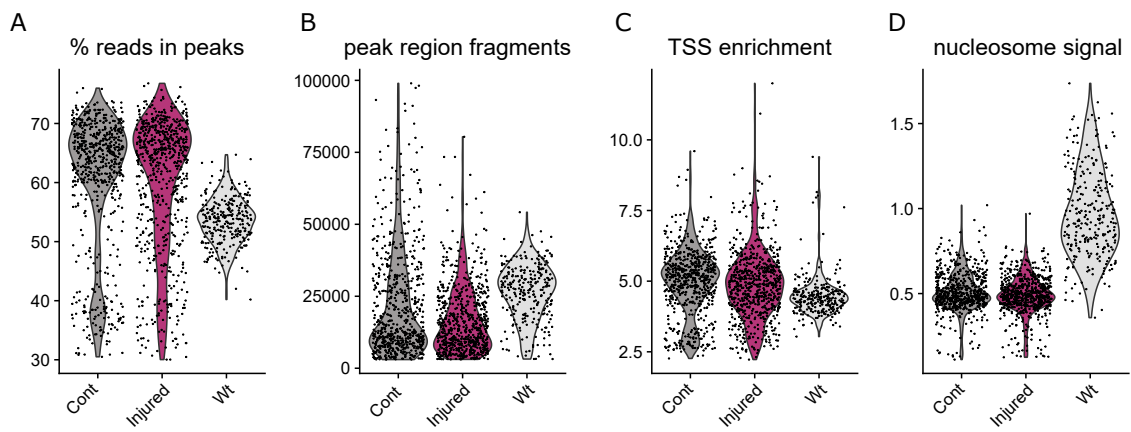 A
% reads in peaks
70
60
50
40
30
Cont
Injured
Wt
B
peak region fragments
100000
75000
50000
25000
0
Cont
Injured
Wt
C
TSS enrichment
10.0
7.5
5.0
2.5
Cont
Injured
Wt
D
nucleosome signal
1.5
1.0
0.5
Cont
Injured
Wt